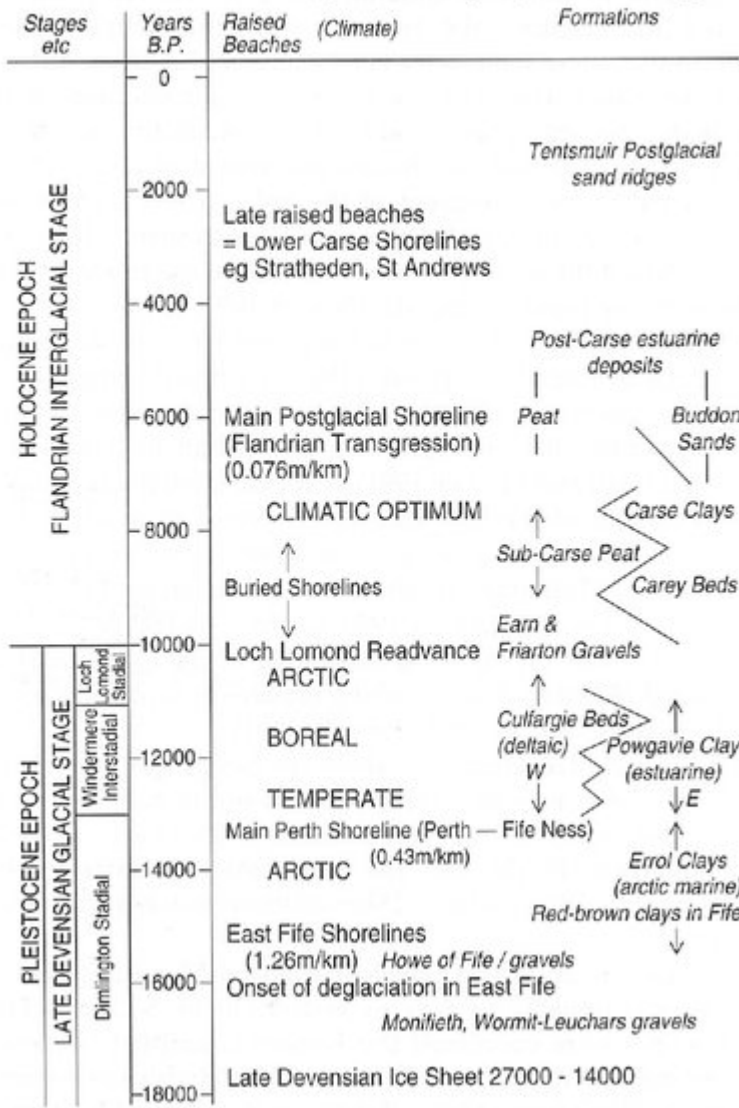 Stages
etc
Years
B.P.
Raised
Beaches
(Climate)
Formations
0
Tentsmuir Postglacial
sand ridges
2000
Late raised beaches
= Lower Carse Shorelines
eg Stratheden, St Andrews
4000
Post-Carse estuarine
deposits
6000
Main Postglacial Shoreline
(Flandrian Transgression)
(0.076m/km)
Peat
Buddon
Sands
CLIMATIC OPTIMUM
Carse Clays
8000
Sub-Carse Peat
Buried Shorelines
Carey Beds
HOLOCENE EPOCH
FLANDRIAN INTERGLACIAL STAGE
10000
Earn &
Friarton Gravels
Loch Lomond Readvance
ARCTIC
Loch
Lomond
Stadial
Culfargie Beds
(deltaic)
W
BOREAL
12000
Powgavie Clay
(estuarine)
E
Windermere
Interstadial
TEMPERATE
Main Perth Shoreline (Perth — Fife Ness)
(0.43m/km)
14000
ARCTIC
Errol Clays
(arctic marine)
Red-brown clays in Fife
East Fife Shorelines
(1.26m/km)
Howe of Fife / gravels
16000
Onset of deglaciation in East Fife
Monifieth, Wormit-Leuchars gravels
Dimlington Stadial
PLEISTOCENE EPOCH
LATE DEVENSIAN GLACIAL STAGE
18000
Late Devensian Ice Sheet 27000 - 14000